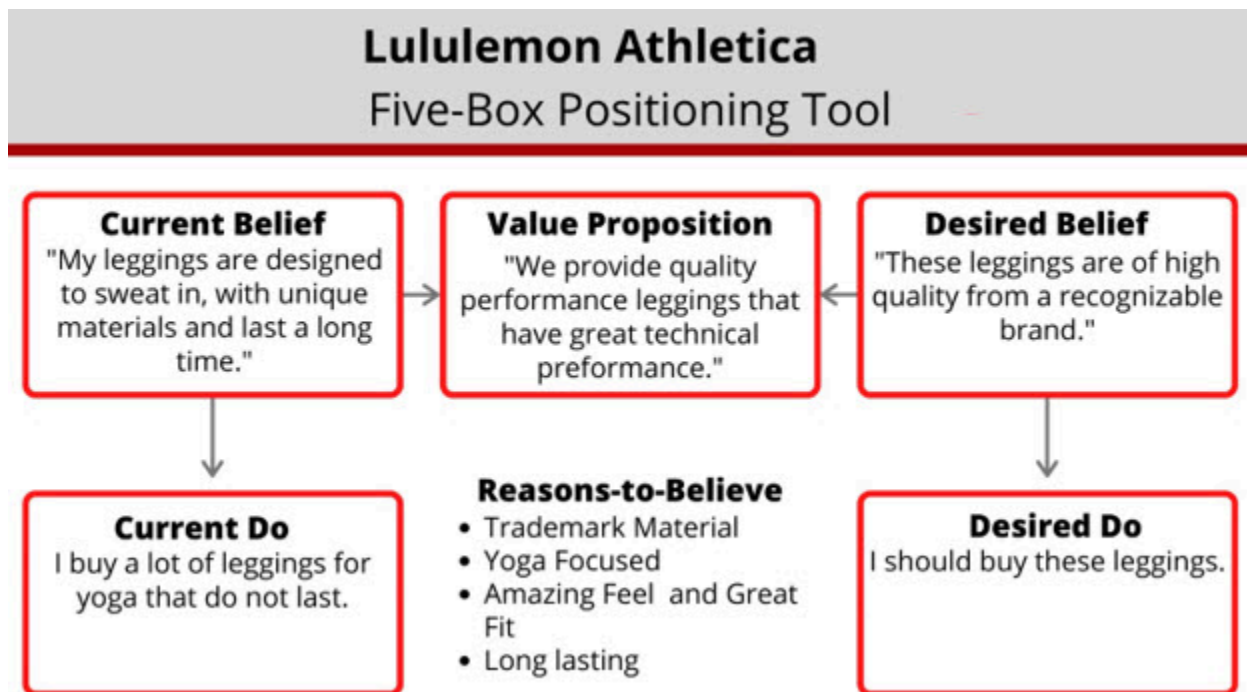 Lululemon Athletica
Five-Box Positioning Tool
Current Belief
"My leggings are designed
to sweat in, with unique
materials and last a long
time."
Value Proposition
"We provide quality
performance leggings that
have great technical
preformance."
Desired Belief
"These leggings are of high
quality from a recognizable
brand."
Current Do
I buy a lot of leggings for
yoga that do not last.
Reasons-to-Believe
• Trademark Material
• Yoga Focused
• Amazing Feel and Great
Fit
• Long lasting
Desired Do
I should buy these leggings.